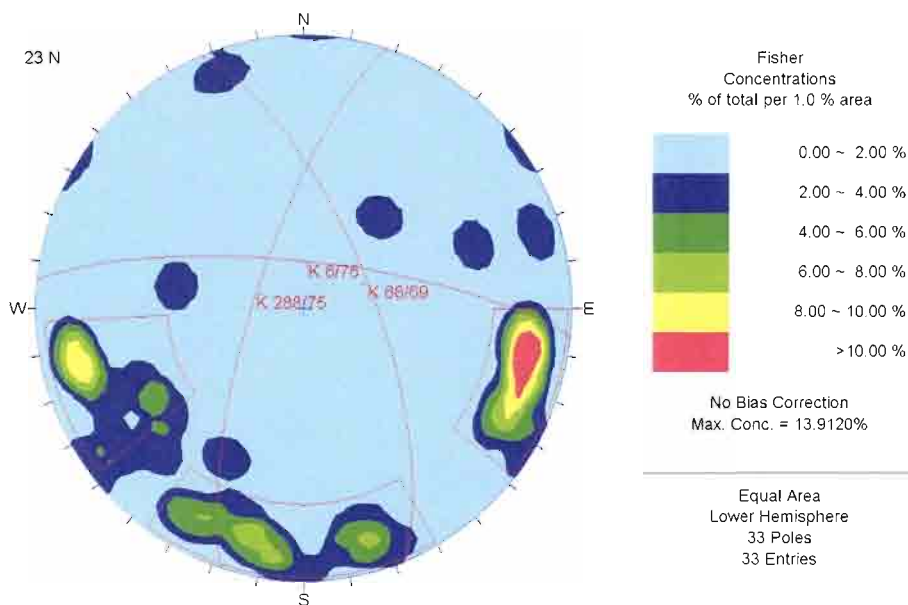 N
23 N
W
E
S
K 6/76
K 288/75
K 66/69
Fisher
Concentrations
% of total per 1.0 % area
0.00 ~ 2.00 %
2.00 ~ 4.00 %
4.00 ~ 6.00 %
6.00 ~ 8.00 %
8.00 ~ 10.00 %
>10.00 %
No Bias Correction
Max. Conc. = 13.9120%
Equal Area
Lower Hemisphere
33 Poles
33 Entries